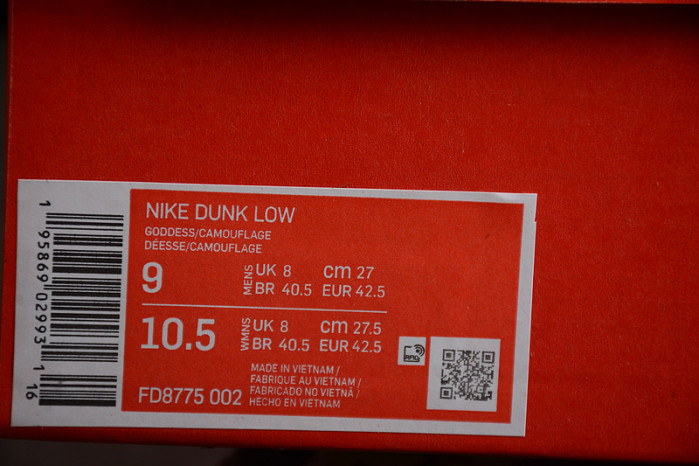 NIKE DUNK LOW
GODDESS/CAMOUFLAGE
DÉESSE/CAMOUFLAGE
9 MENS UK 8 cm 27
BR 40.5 EUR 42.5
10.5 WMNS UK 8 cm 27.5
BR 40.5 EUR 42.5
MADE IN VIETNAM /
FABRIQUE AU VIETNAM /
FABRICADO NO VIETNÃ /
HECHO EN VIETNAM
FD8775 002
RFID
1 95869 02993 1 16